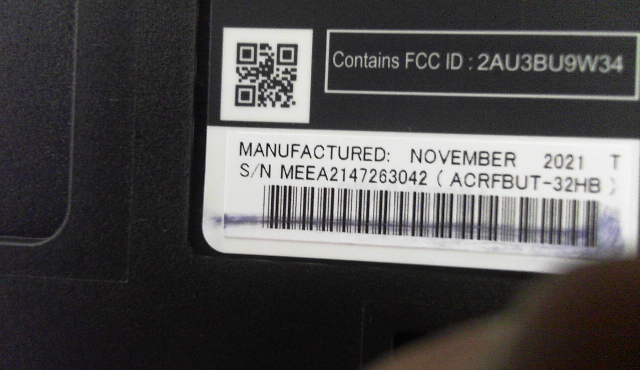 Contains FCC ID : 2AU3BU9W34
MANUFACTURED: NOVEMBER 2021 T
S/N MEEA2147263042 ( ACRFBUT-32HB )